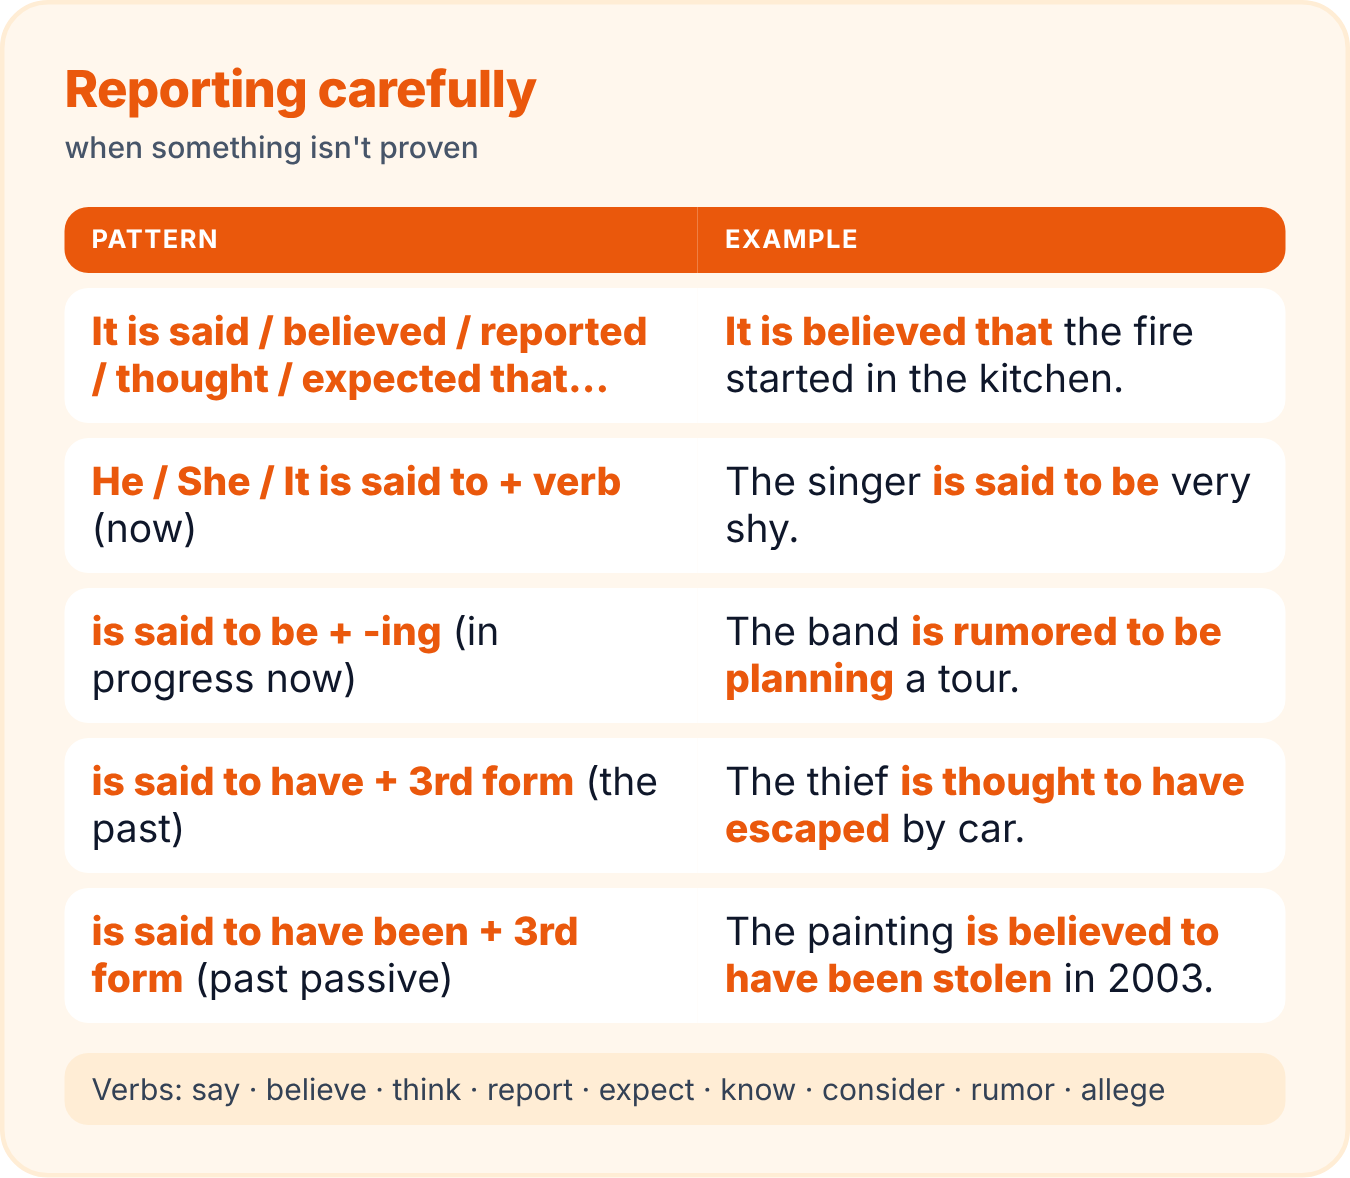 Reporting carefully
when something isn't proven
PATTERN
EXAMPLE
It is said / believed / reported
/ thought / expected that...
It is believed that the fire
started in the kitchen.
He / She / It is said to + verb
(now)
The singer is said to be very
shy.
is said to be + -ing (in
progress now)
The band is rumored to be
planning a tour.
is said to have + 3rd form (the
past)
The thief is thought to have
escaped by car.
is said to have been + 3rd
form (past passive)
The painting is believed to
have been stolen in 2003.
Verbs: say · believe · think · report · expect · know · consider · rumor · allege